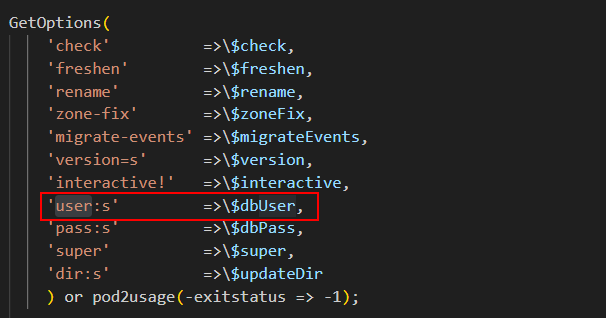 GetOptions(
'check' =>\$check,
'freshen' =>\$freshen,
'rename' =>\$rename,
'zone-fix' =>\$zoneFix,
'migrate-events' =>\$migrateEvents,
'version=s' =>\$version,
'interactive!' =>\$interactive,
'user:s' =>\$dbUser,
'pass:s' =>\$dbPass,
'super' =>\$super,
'dir:s' =>\$updateDir
) or pod2usage(-exitstatus => -1);